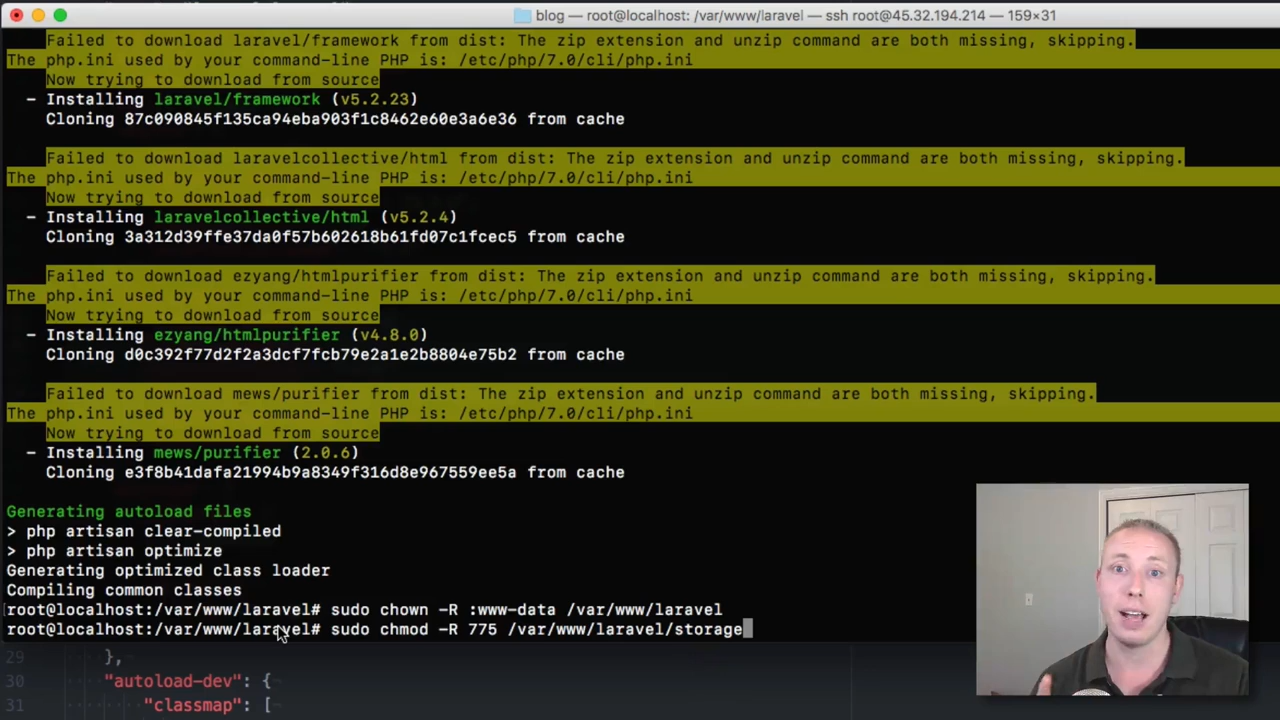 blog — root@localhost: /var/www/laravel — ssh root@45.32.194.214 — 159×31
Failed to download laravel/framework from dist: The zip extension and unzip command are both missing, skipping.
The php.ini used by your command-line PHP is: /etc/php/7.0/cli/php.ini
Now trying to download from source
- Installing laravel/framework (v5.2.23)
Cloning 87c090845f135ca94eba903f1c8462e60e3a6e36 from cache
Failed to download laravelcollective/html from dist: The zip extension and unzip command are both missing, skipping.
The php.ini used by your command-line PHP is: /etc/php/7.0/cli/php.ini
Now trying to download from source
- Installing laravelcollective/html (v5.2.4)
Cloning 3a312d39ffe37da0f57b602618b61fd07c1fcec5 from cache
Failed to download ezyang/htmlpurifier from dist: The zip extension and unzip command are both missing, skipping.
The php.ini used by your command-line PHP is: /etc/php/7.0/cli/php.ini
Now trying to download from source
- Installing ezyang/htmlpurifier (v4.8.0)
Cloning d0c392f77d2f2a3dcf7fcb79e2a1e2b8804e75b2 from cache
Failed to download mews/purifier from dist: The zip extension and unzip command are both missing, skipping.
The php.ini used by your command-line PHP is: /etc/php/7.0/cli/php.ini
Now trying to download from source
- Installing mews/purifier (2.0.6)
Cloning e3f8b41dafa21994b9a8349f316d8e967559ee5a from cache
Generating autoload files
> php artisan clear-compiled
> php artisan optimize
Generating optimized class loader
Compiling common classes
root@localhost:/var/www/laravel# sudo chown -R :www-data /var/www/laravel
root@localhost:/var/www/laravel# sudo chmod -R 775 /var/www/laravel/storage
29 },
30 "autoload-dev": {
31 "classmap": [